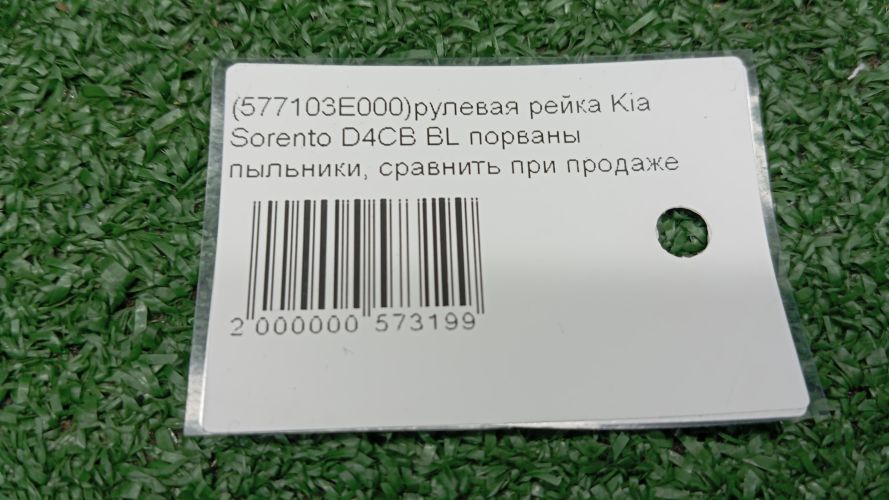 (577103E000)рулевая рейка Kia
Sorento D4CB BL порваны
пыльники, сравнить при продаже
2 000000 573199